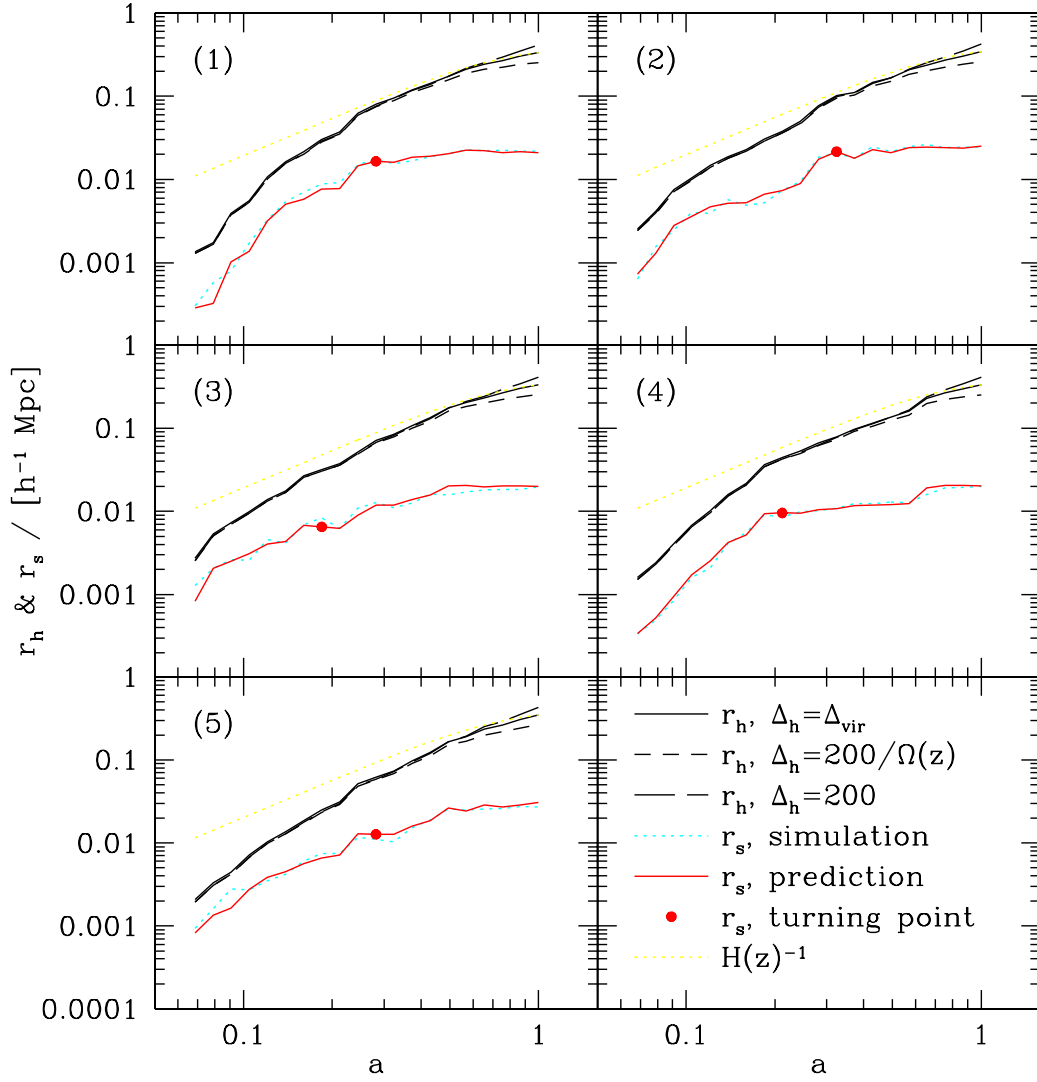 1
(1)
(2)
0.1
0.01
0.001
1
(3)
(4)
0.1
0.01
0.001
1
(5)
0.1
0.01
0.001
0.0001
r_h & r_s / [h⁻¹ Mpc]
r_h, Δ_h=Δ_vir
r_h, Δ_h=200/Ω(z)
r_h, Δ_h=200
r_s, simulation
r_s, prediction
r_s, turning point
H(z)⁻¹
0.1
1
0.1
1
a
a